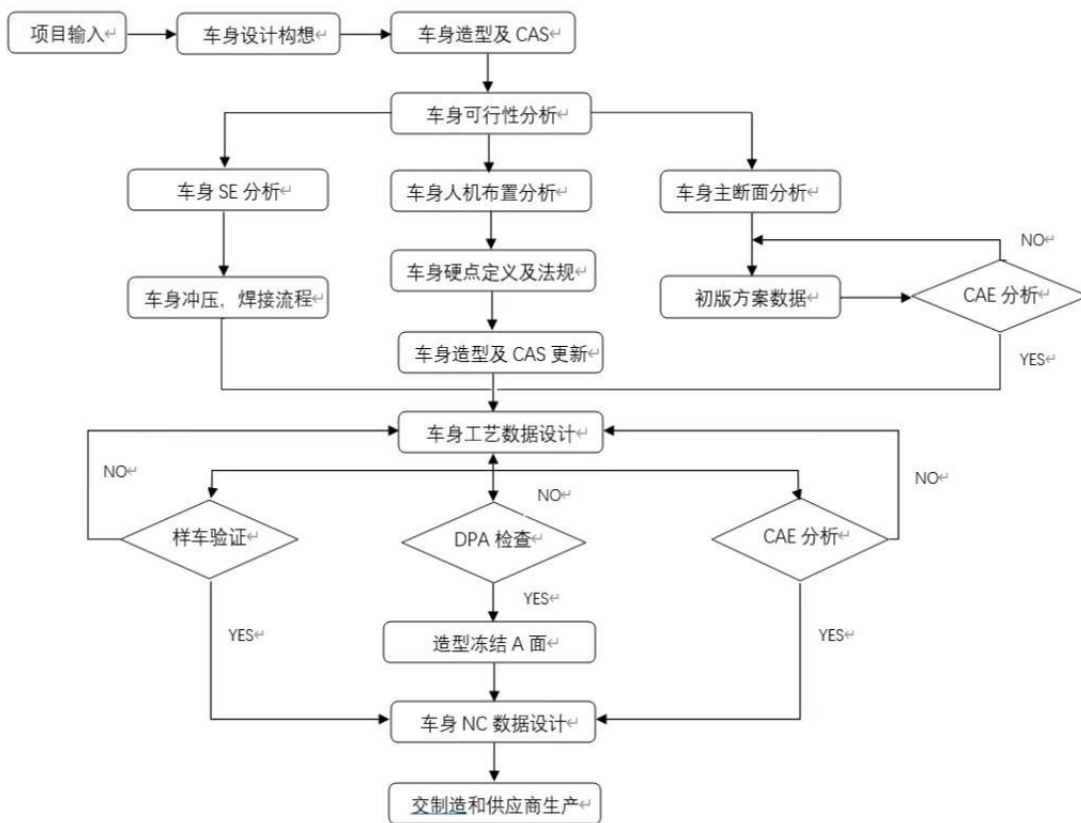 项目输入
车身设计构想
车身造型及 CAS
车身可行性分析
车身 SE 分析
车身人机布置分析
车身主断面分析
NO
车身硬点定义及法规
车身冲压，焊接流程
初版方案数据
CAE 分析
车身造型及 CAS 更新
YES
车身工艺数据设计
NO
NO
NO
样车验证
DPA 检查
CAE 分析
YES
YES
YES
造型冻结 A 面
车身 NC 数据设计
交制造和供应商生产